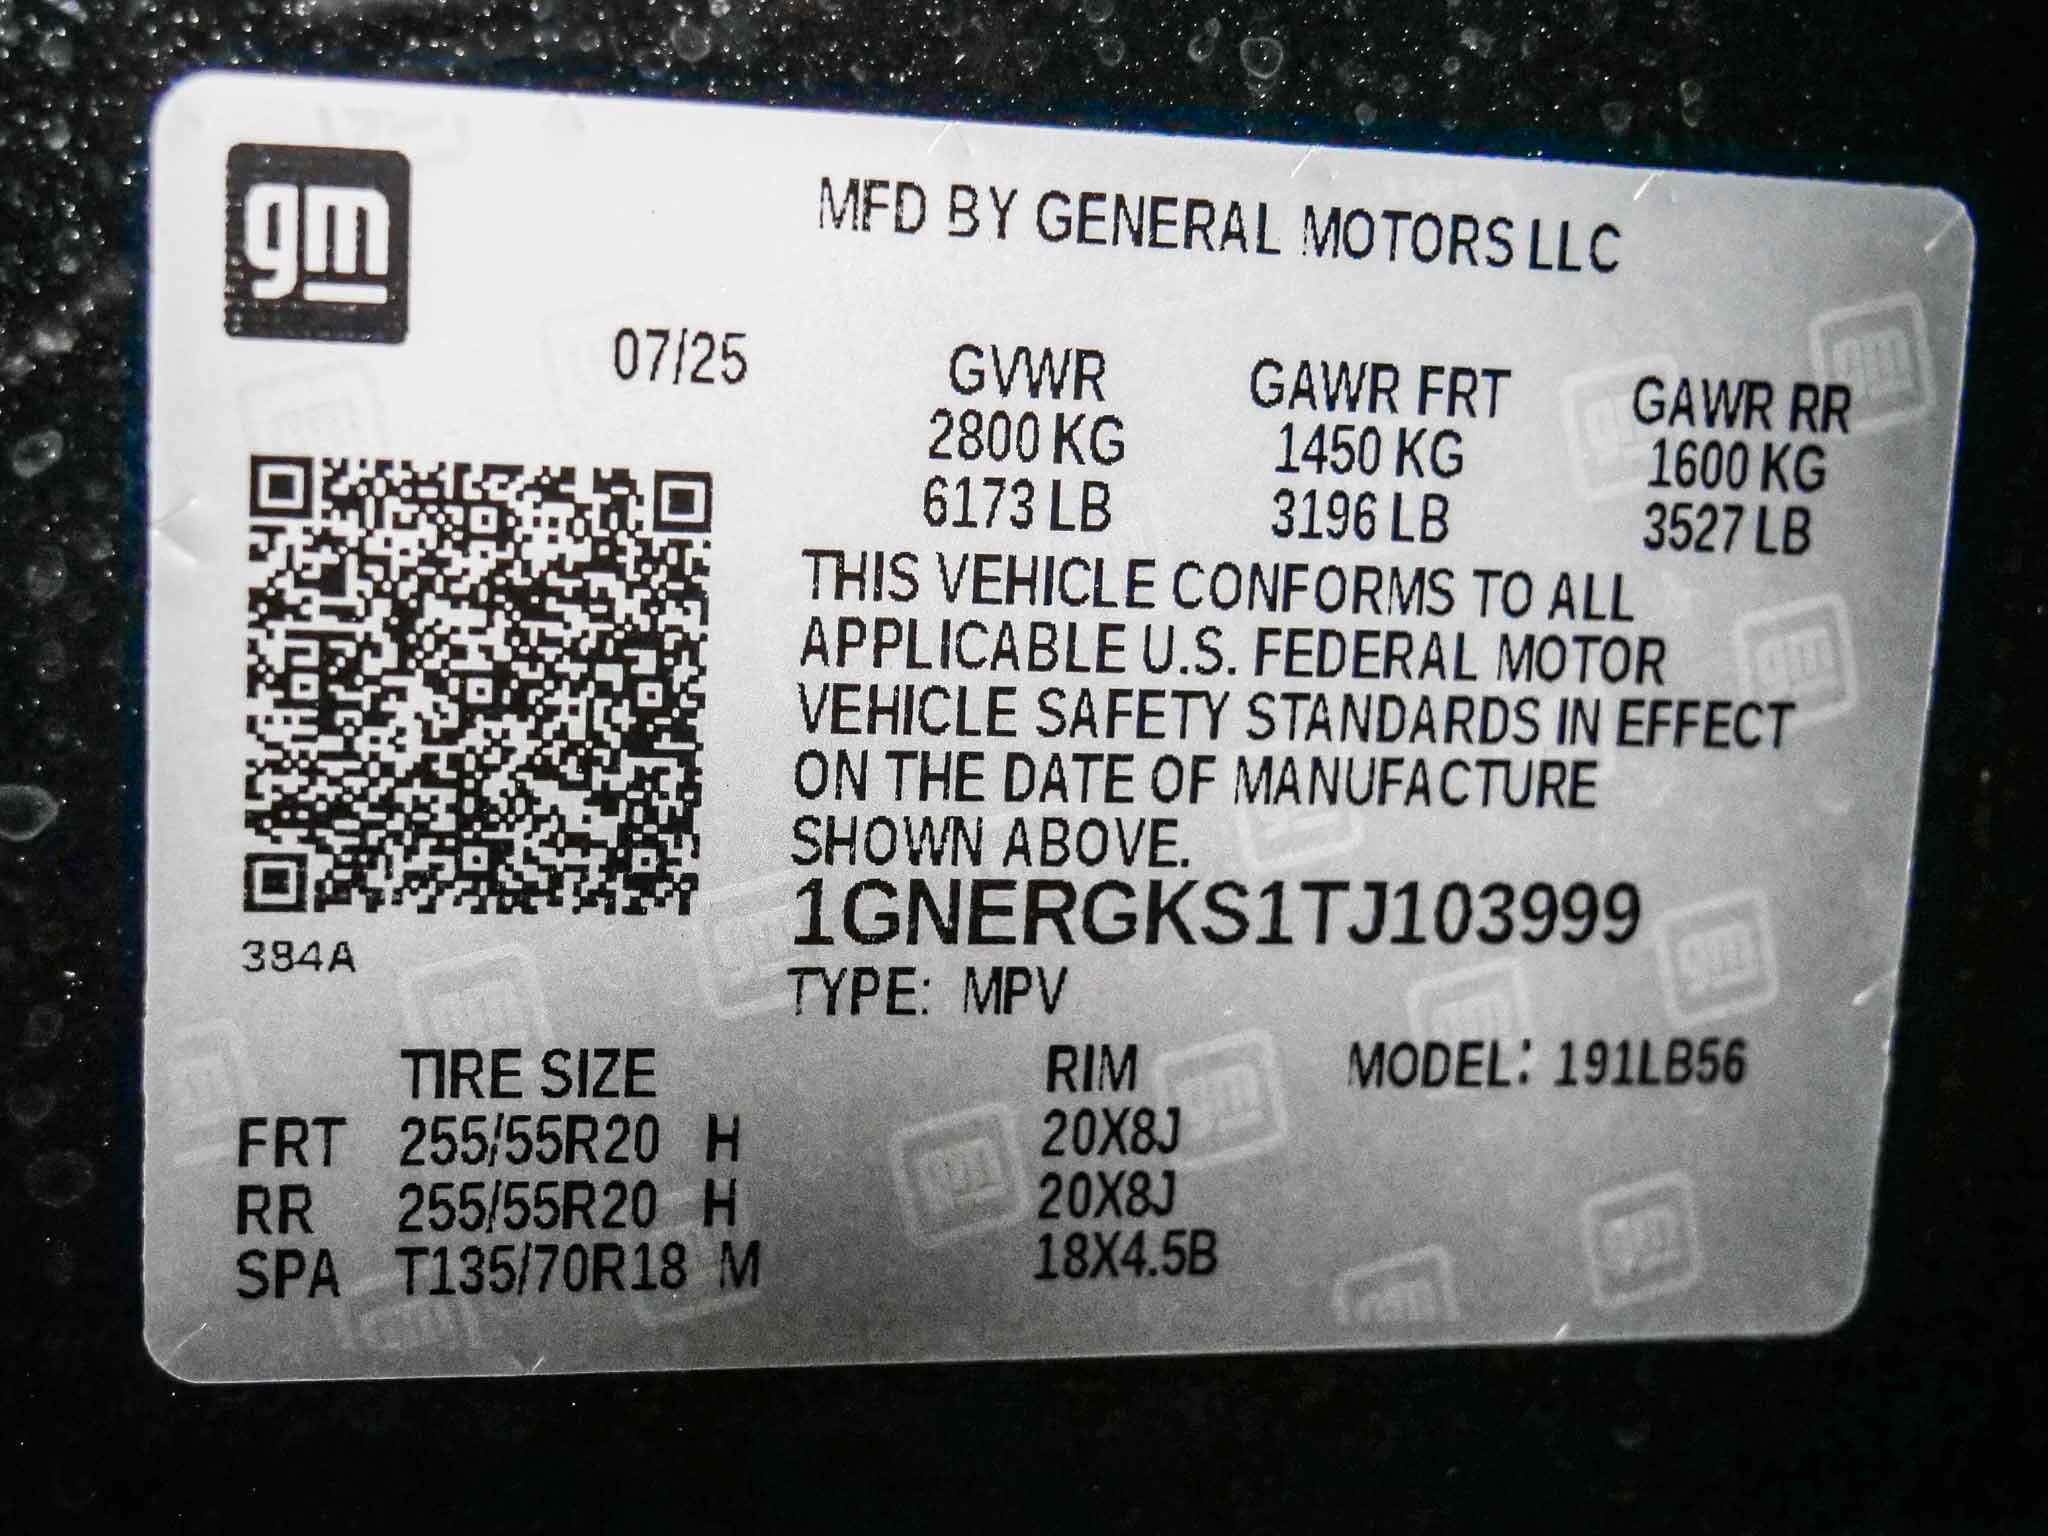 gm
MFD BY GENERAL MOTORS LLC
07/25
GVWR GAWR FRT GAWR RR
2800 KG 1450 KG 1600 KG
6173 LB 3196 LB 3527 LB
THIS VEHICLE CONFORMS TO ALL
APPLICABLE U.S. FEDERAL MOTOR
VEHICLE SAFETY STANDARDS IN EFFECT
ON THE DATE OF MANUFACTURE
SHOWN ABOVE.
1GNERGKS1TJ103999
384A
TYPE: MPV
TIRE SIZE RIM MODEL: 191LB56
FRT 255/55R20 H 20X8J
RR 255/55R20 H 20X8J
SPA T135/70R18 M 18X4.5B